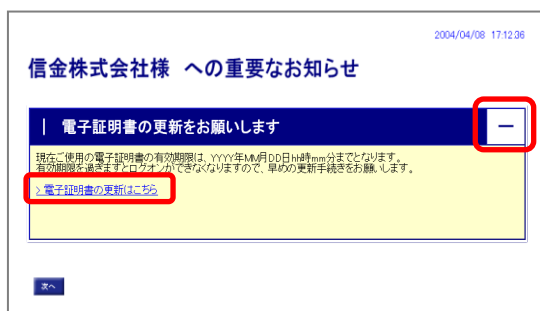 2004/04/08 17:12:36
信金株式会社様 への重要なお知らせ
｜ 電子証明書の更新をお願いします
－
現在ご使用の電子証明書の有効期限は、YYYY年MM月DD日hh時mm分までとなります。
有効期限を過ぎますとログオンができなくなりますので、早めの更新手続きをお願いします。
> 電子証明書の更新はこちら
次へ